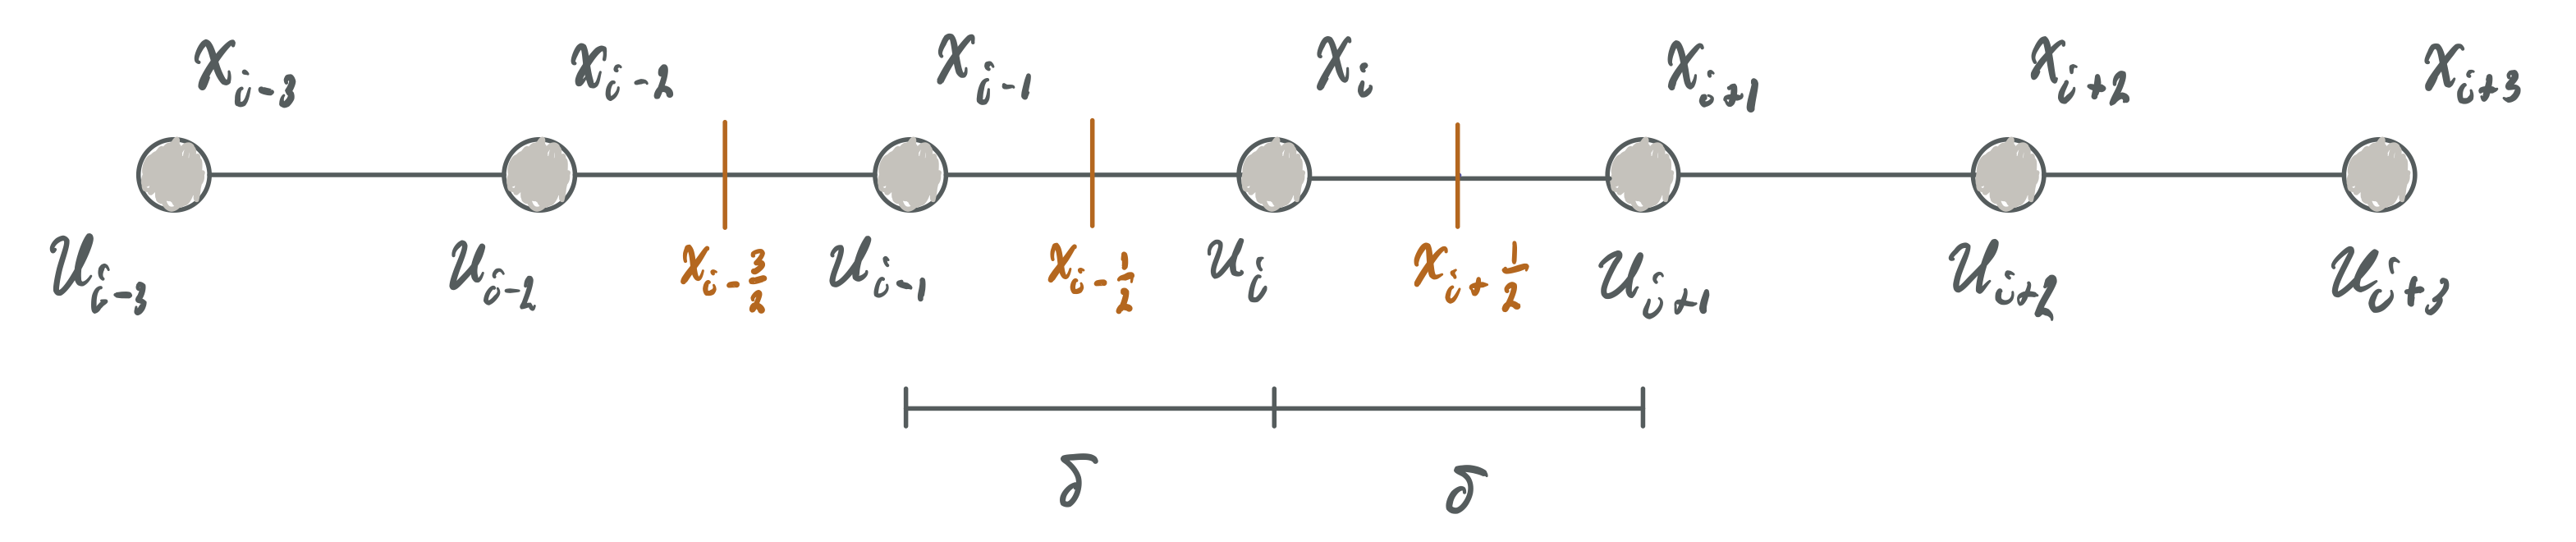 x_{i-3} x_{i-2} x_{i-1} x_i x_{i+1} x_{i+2} x_{i+3}
u_{i-3} u_{i-2} x_{i-\frac{3}{2}} u_{i-1} x_{i-\frac{1}{2}} u_i x_{i+\frac{1}{2}} u_{i+1} u_{i+2} u_{i+3}
δ δ